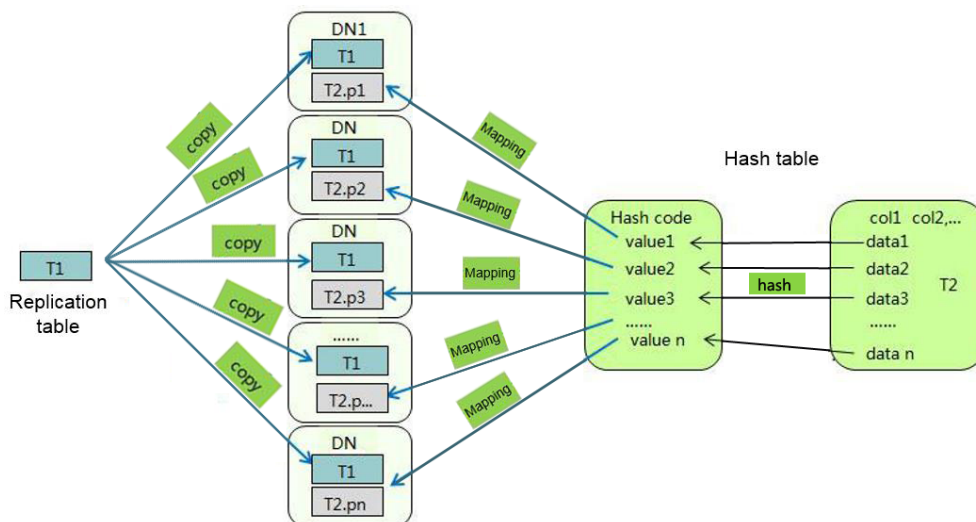 DN1
T1
T2.p1
DN
T1
T2.p2
DN
T1
T2.p3
......
T1
T2.p...
DN
T1
T2.pn
T1
Replication
table
copy
copy
copy
copy
copy
Mapping
Mapping
Mapping
Mapping
Mapping
Hash table
Hash code
value1
value2
value3
......
value n
hash
col1 col2,...
data1
data2
data3
......
data n
T2